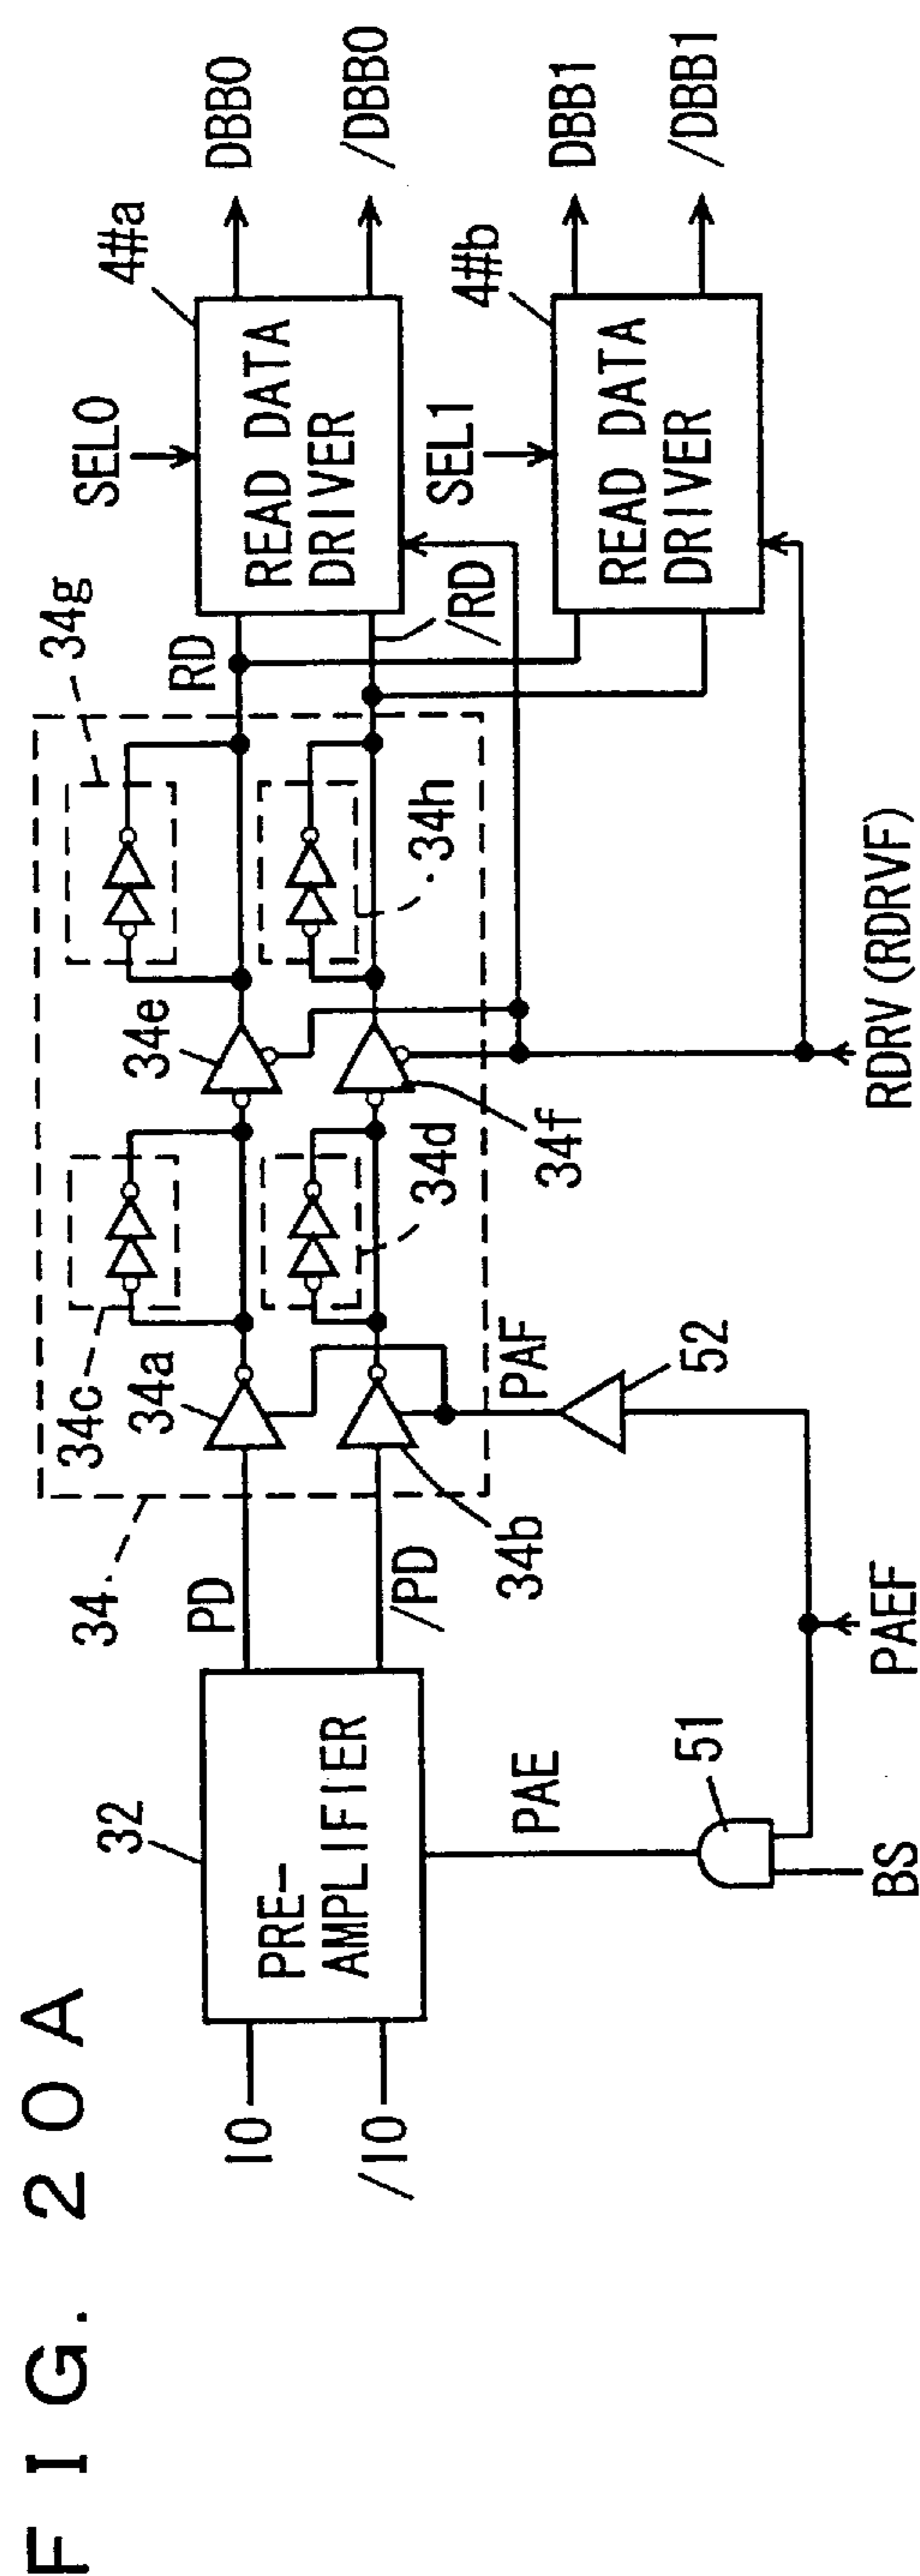 FIG. 20A
IO
/IO
32
PRE-
AMPLIFIER
PAE
51
BS
PAEF
PD
/PD
34
34a
34b
34c
34d
34e
34f
34g
34h
PAF
52
RD
/RD
RDRV (RDRVF)
SEL0
4#a
READ DATA
DRIVER
DBB0
/DBB0
SEL1
4#b
READ DATA
DRIVER
DBB1
/DBB1